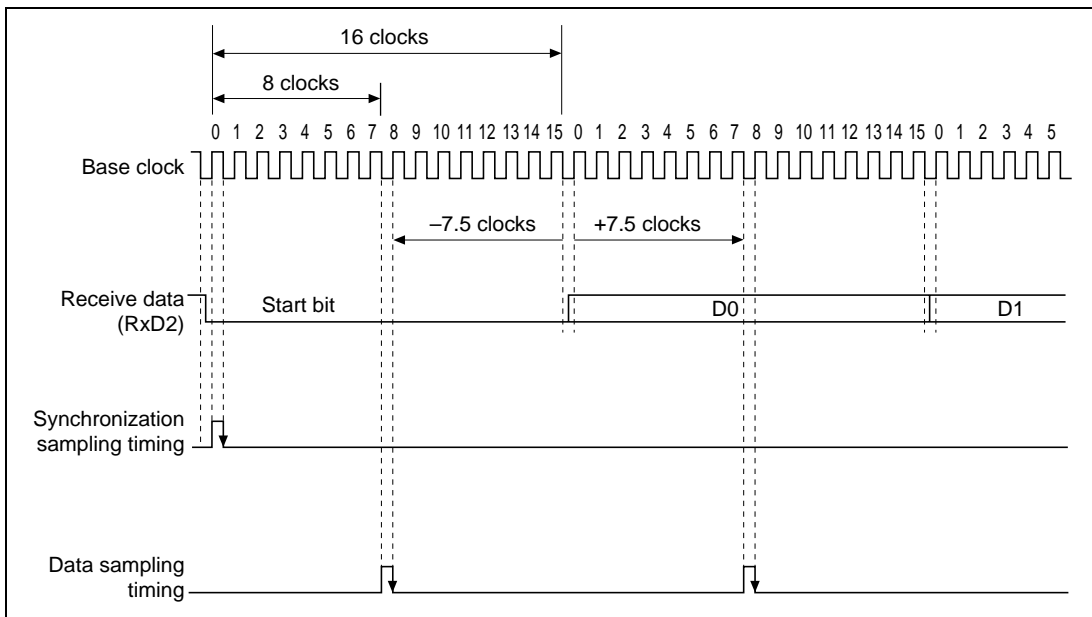 16 clocks
8 clocks
0 1 2 3 4 5 6 7 8 9 10 11 12 13 14 15 0 1 2 3 4 5 6 7 8 9 10 11 12 13 14 15 0 1 2 3 4 5
Base clock
–7.5 clocks
+7.5 clocks
Receive data
(RxD2)
Start bit
D0
D1
Synchronization
sampling timing
Data sampling
timing